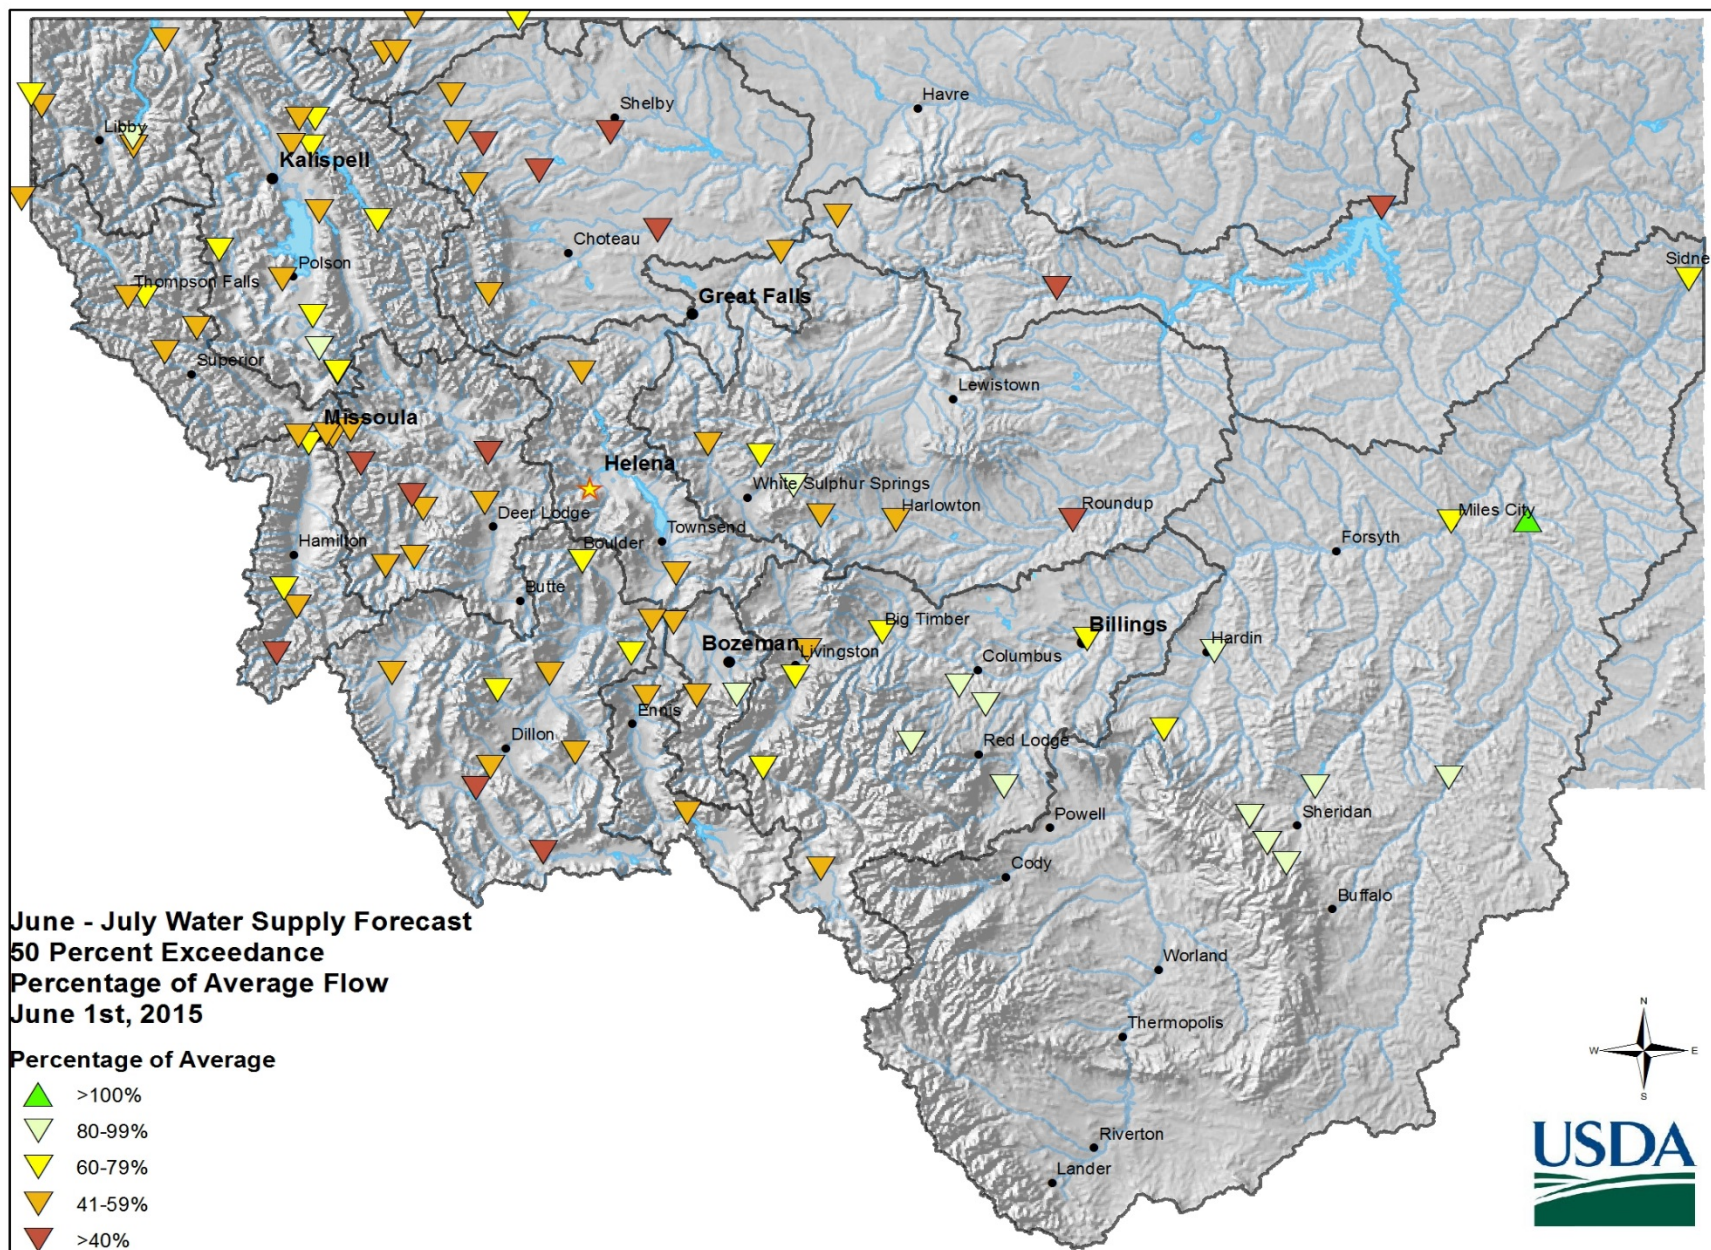 Havre
Shelby
Libby
Kalispell
Choteau
Sidne
Polson
Thompson Falls
Great Falls
Superior
Lewistown
Missoula
Helena
White Sulphur Springs
Harlowton
Roundup
Miles City
Deer Lodge
Townsend
Forsyth
Hamilton
Boulder
Butte
Big Timber
Billings
Hardin
Bozeman
Livingston
Columbus
Ennis
Dillon
Red Lodge
Powell
Sheridan
Cody
Buffalo
Worland
Thermopolis
Riverton
Lander
June - July Water Supply Forecast
50 Percent Exceedance
Percentage of Average Flow
June 1st, 2015
Percentage of Average
>100%
80-99%
60-79%
41-59%
>40%
N
W E
S
USDA